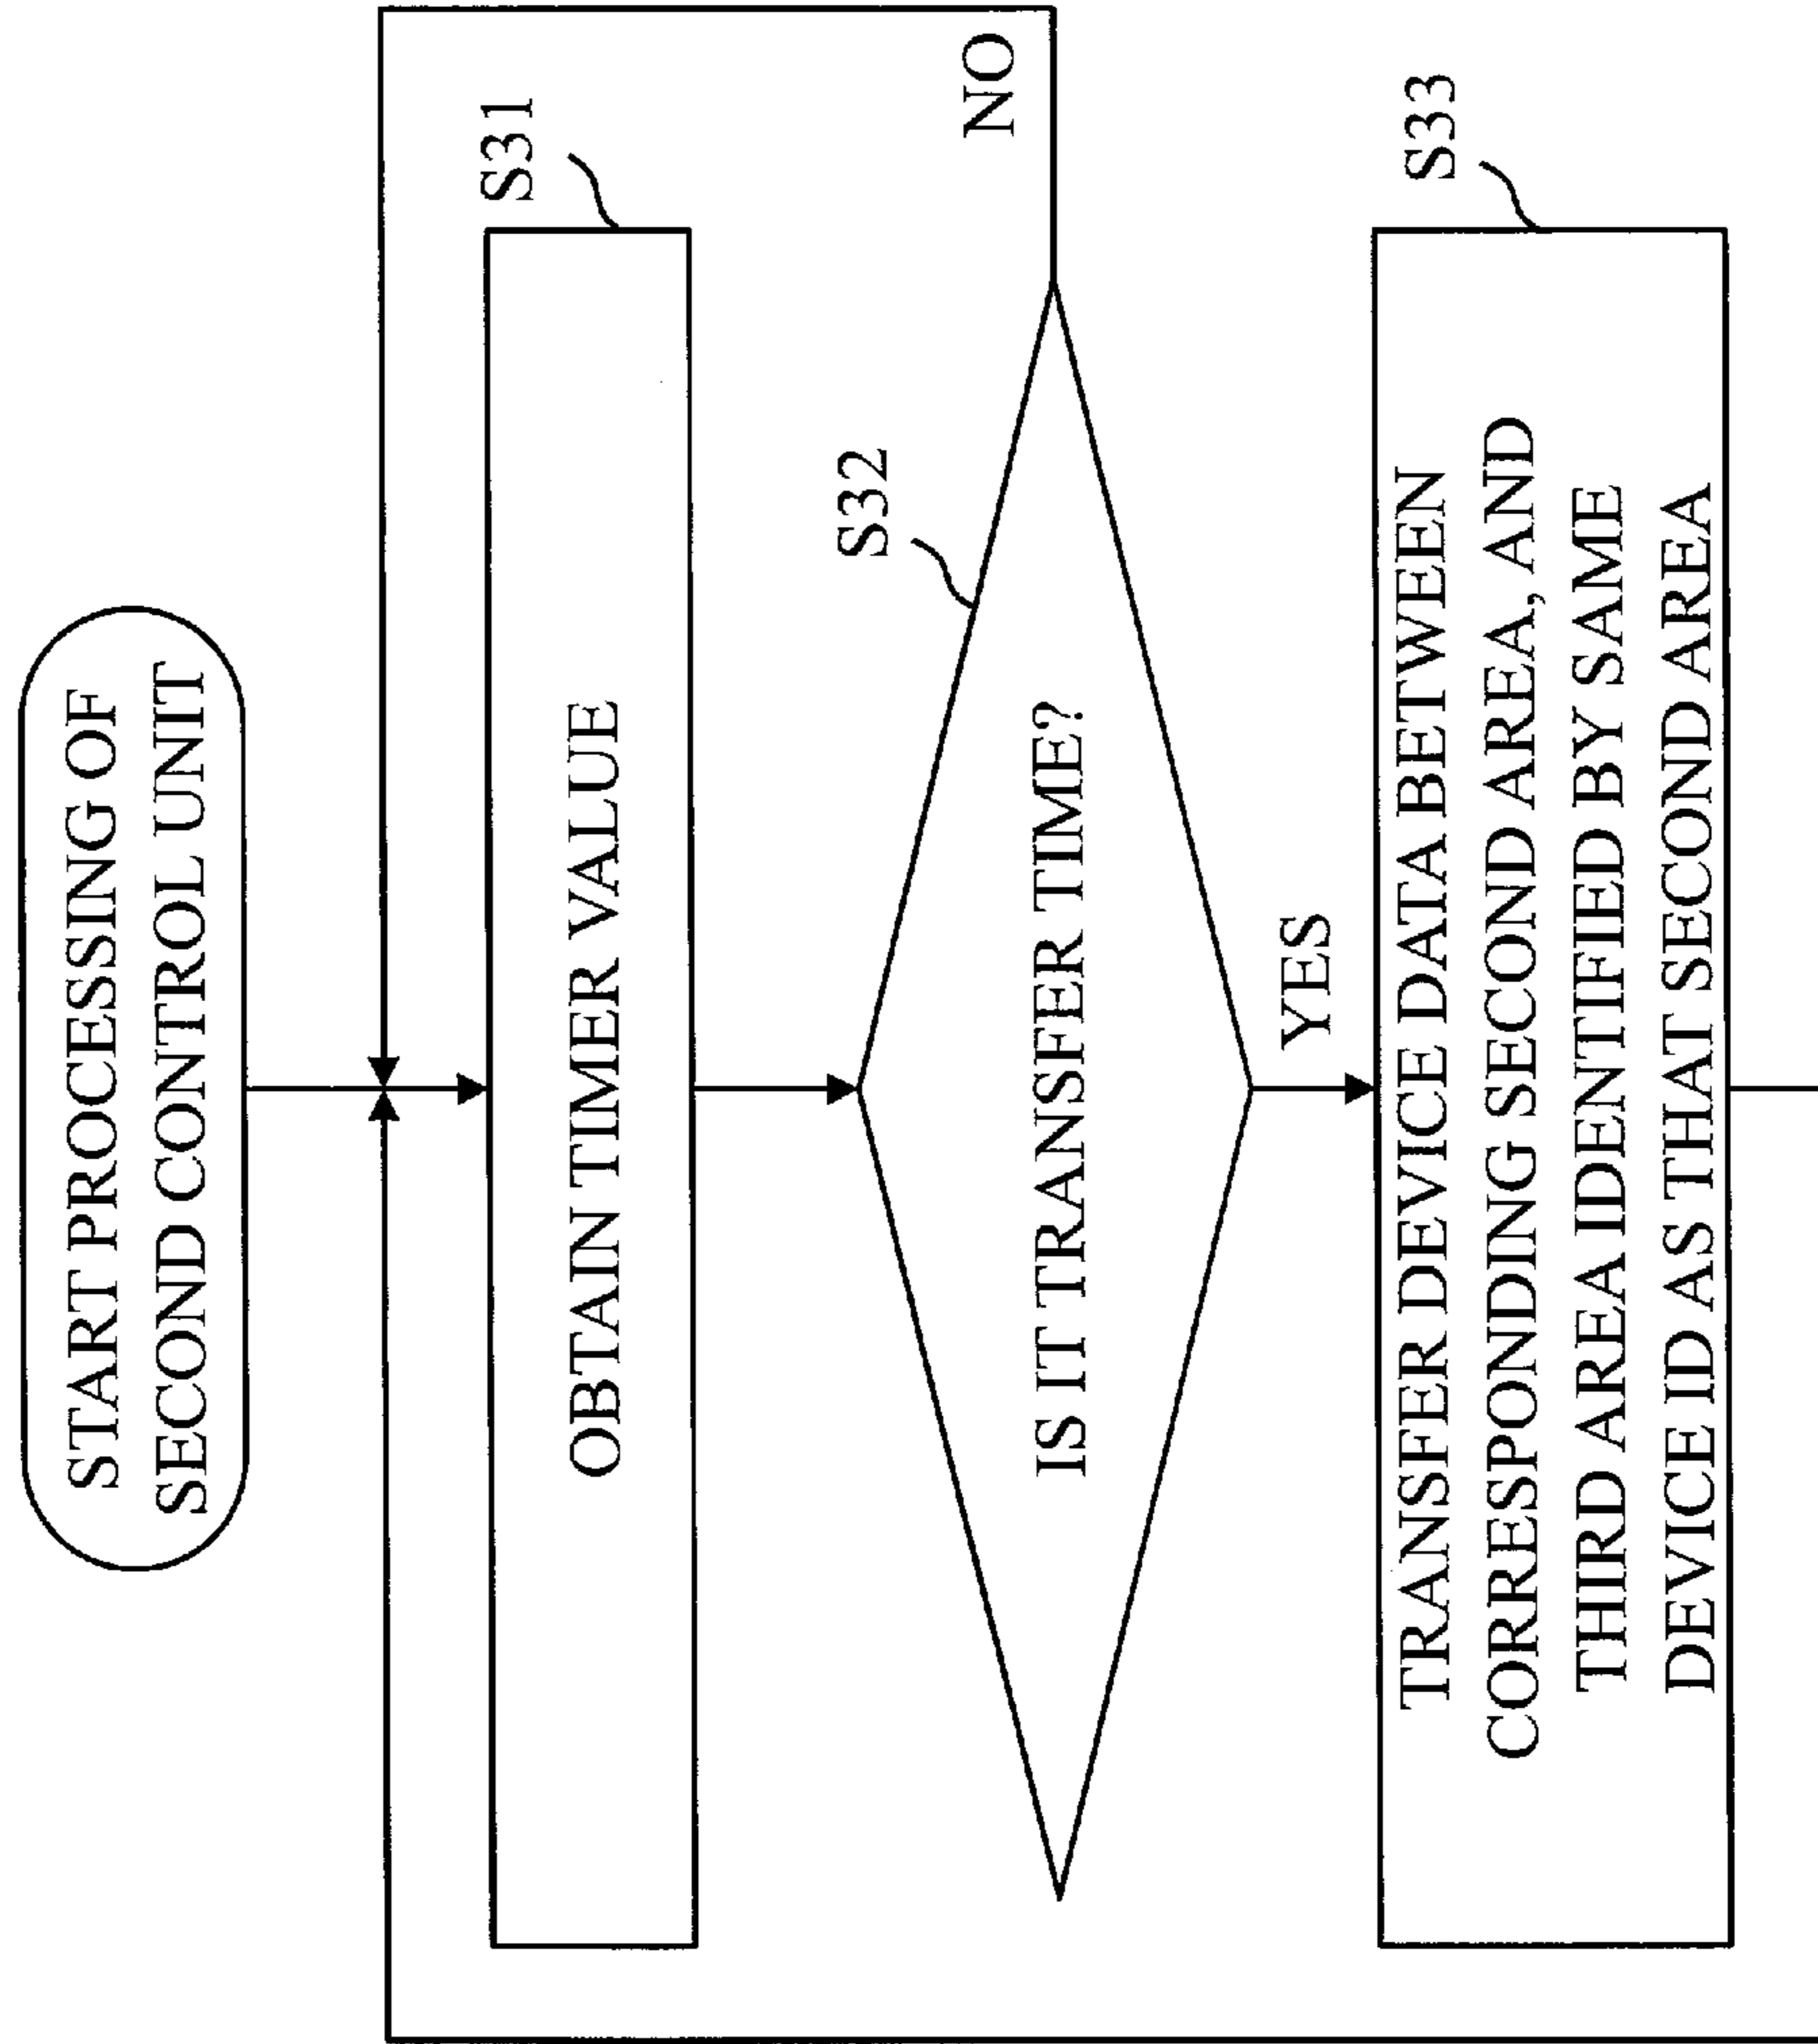 START PROCESSING OF
SECOND CONTROL UNIT
S31
OBTAIN TIMER VALUE
S32
IS IT TRANSFER TIME?
NO
YES
S33
TRANSFER DEVICE DATA BETWEEN
CORRESPONDING SECOND AREA, AND
THIRD AREA IDENTIFIED BY SAME
DEVICE ID AS THAT SECOND AREA